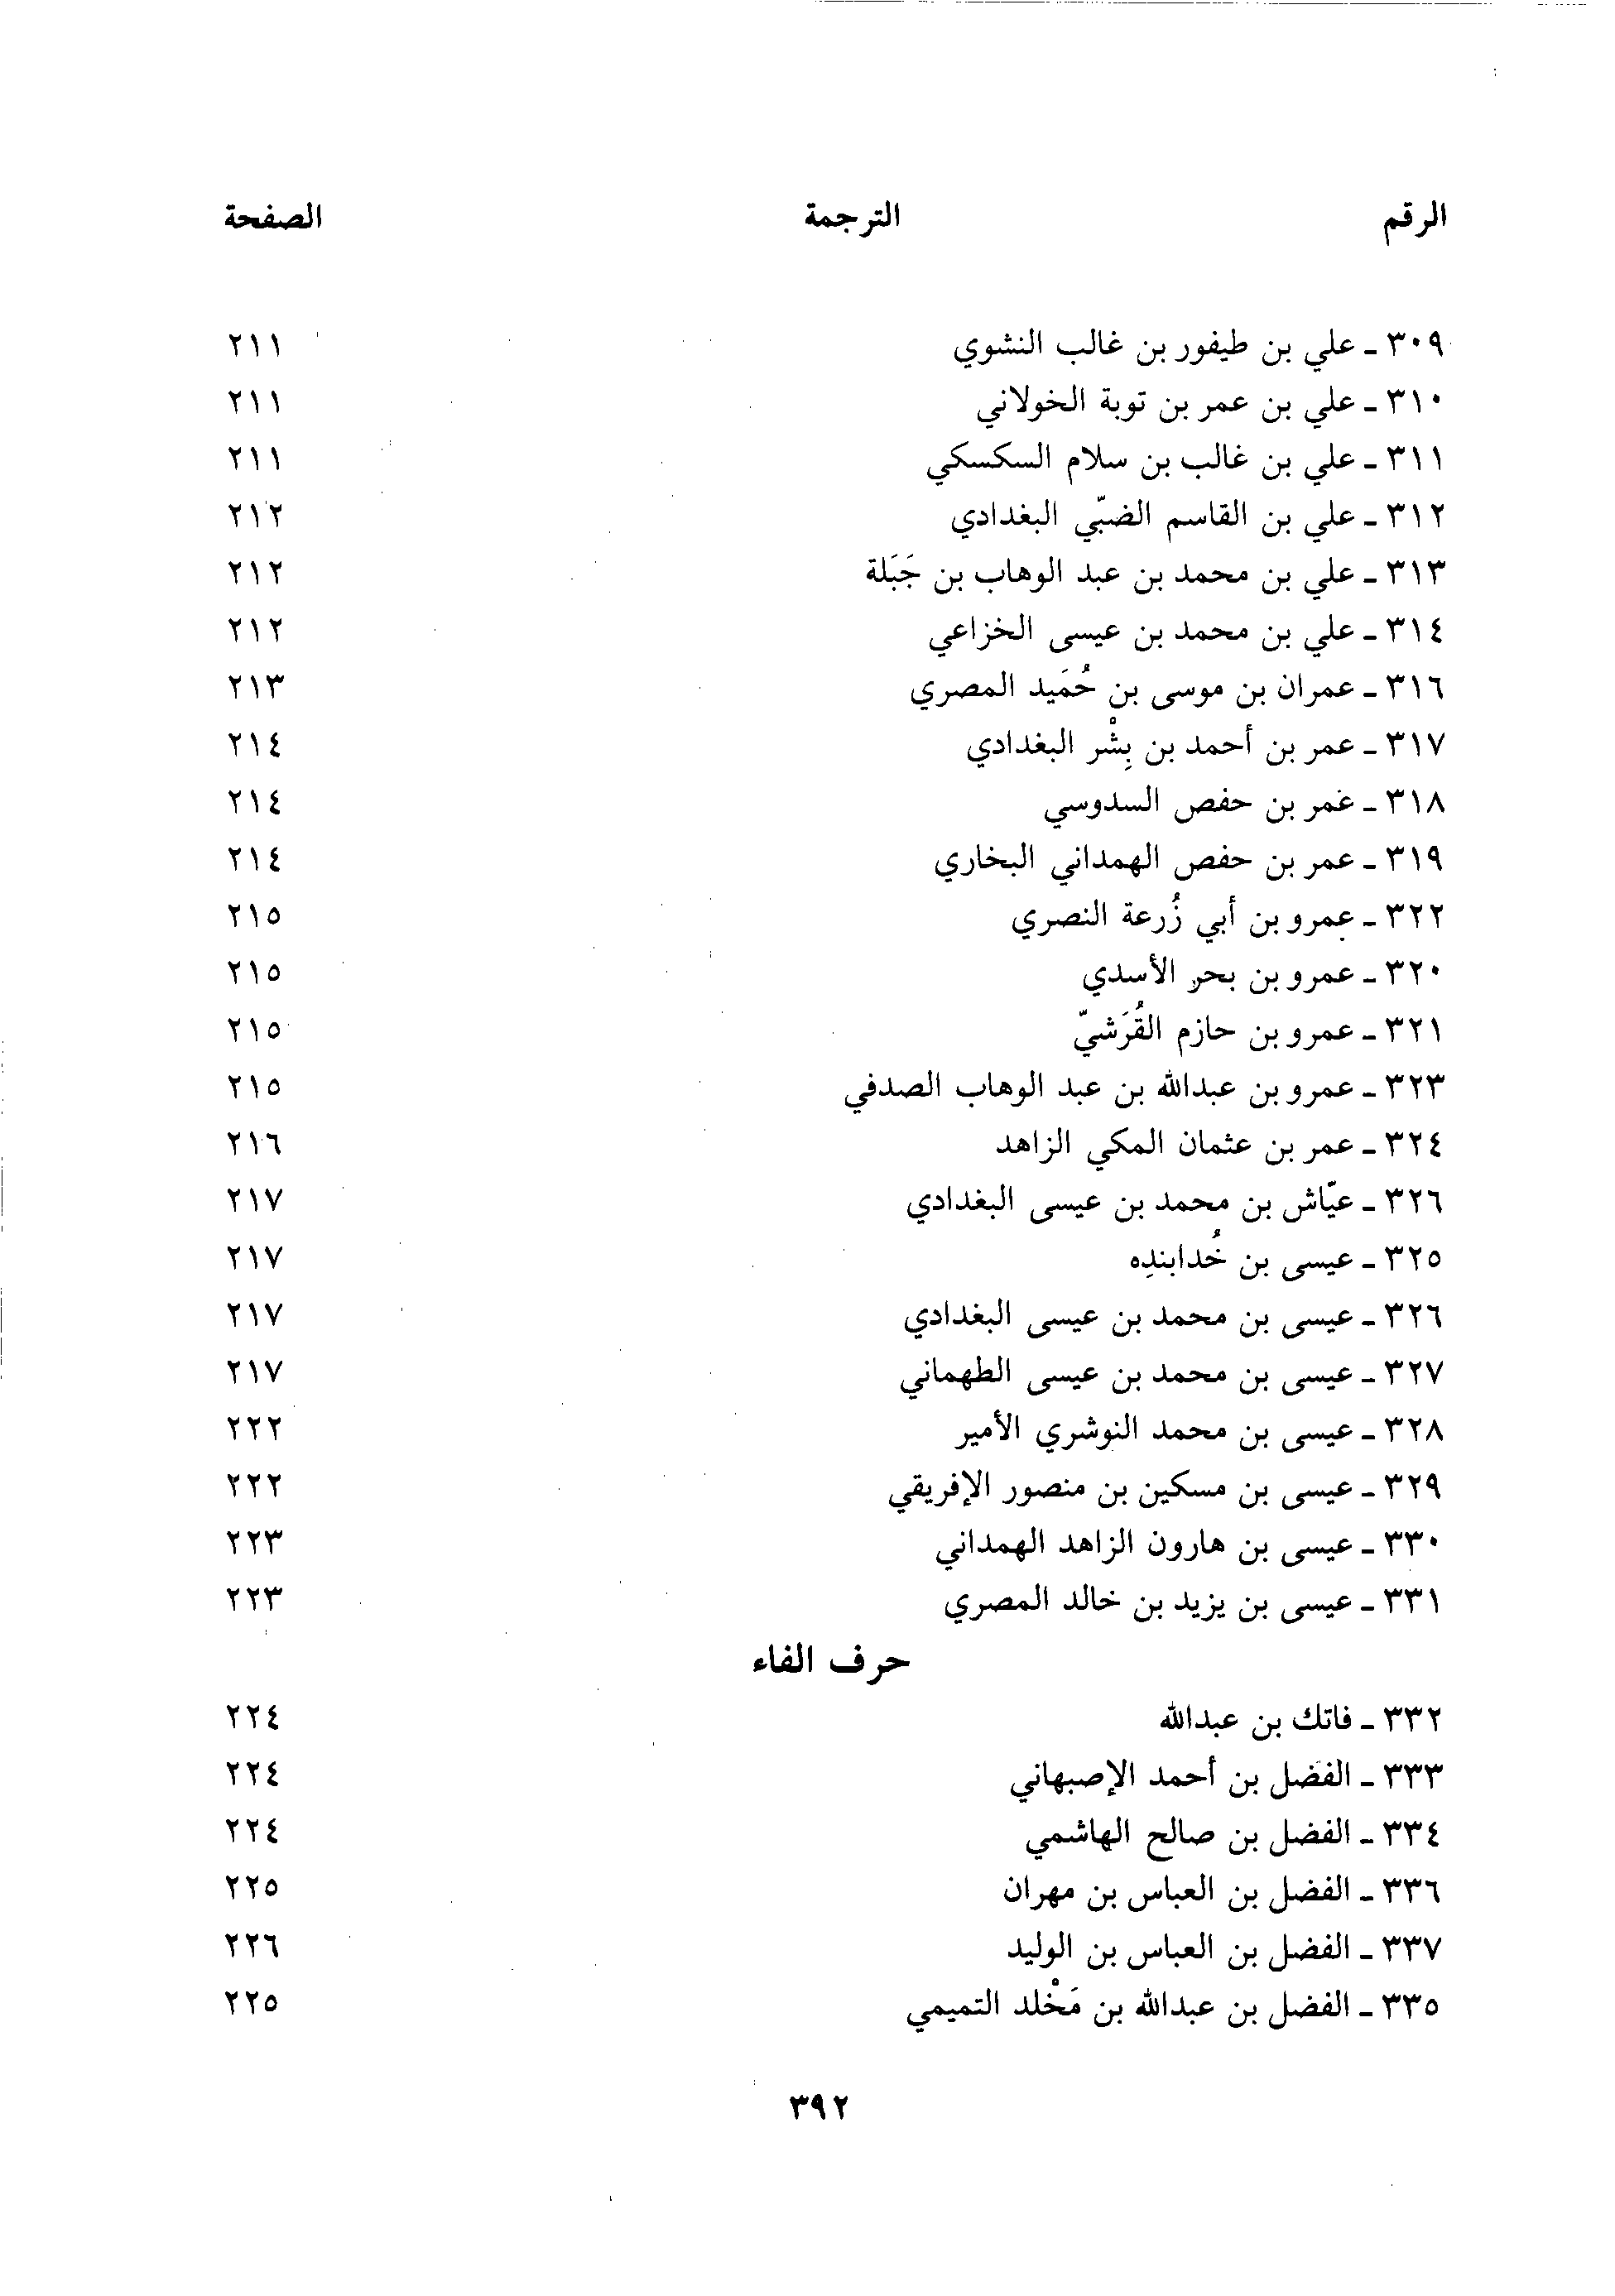 الرقم الترجمة الصفحة
٣٠٩ ـ علي بن طيفور بن غالب النشوي ٢١١
٣١٠ ـ علي بن عمر بن توبة الخولاني ٢١١
٣١١ ـ علي بن غالب بن سلام السكسكي ٢١١
٣١٢ ـ علي بن القاسم الضبّي البغدادي ٢١٢
٣١٣ ـ علي بن محمد بن عبد الوهاب بن جَبَلة ٢١٢
٣١٤ ـ علي بن محمد بن عيسى الخزاعي ٢١٢
٣١٦ ـ عمران بن موسى بن حُمَيد المصري ٢١٣
٣١٧ ـ عمر بن أحمد بن بِشْر البغدادي ٢١٤
٣١٨ ـ عمر بن حفص السدوسي ٢١٤
٣١٩ ـ عمر بن حفص الهمداني البخاري ٢١٤
٣٢٢ ـ عمرو بن أبي زُرعة النصري ٢١٥
٣٢٠ ـ عمرو بن بحر الأسدي ٢١٥
٣٢١ ـ عمرو بن حازم القُرَشيّ ٢١٥
٣٢٣ ـ عمرو بن عبدالله بن عبد الوهاب الصدفي ٢١٥
٣٢٤ ـ عمر بن عثمان المكي الزاهد ٢١٦
٣٢٦ ـ عيّاش بن محمد بن عيسى البغدادي ٢١٧
٣٢٥ ـ عيسى بن خُدابندِه ٢١٧
٣٢٦ ـ عيسى بن محمد بن عيسى البغدادي ٢١٧
٣٢٧ ـ عيسى بن محمد بن عيسى الطهماني ٢١٧
٣٢٨ ـ عيسى بن محمد النوشري الأمير ٢٢٢
٣٢٩ ـ عيسى بن مسكين بن منصور الإفريقي ٢٢٢
٣٣٠ ـ عيسى بن هارون الزاهد الهمداني ٢٢٣
٣٣١ ـ عيسى بن يزيد بن خالد المصري ٢٢٣
حرف الفاء
٣٣٢ ـ فاتك بن عبدالله ٢٢٤
٣٣٣ ـ الفضل بن أحمد الإصبهاني ٢٢٤
٣٣٤ ـ الفضل بن صالح الهاشمي ٢٢٤
٣٣٦ ـ الفضل بن العباس بن مهران ٢٢٥
٣٣٧ ـ الفضل بن العباس بن الوليد ٢٢٦
٣٣٥ ـ الفضل بن عبدالله بن مَخْلد التميمي ٢٢٥
٣٩٢